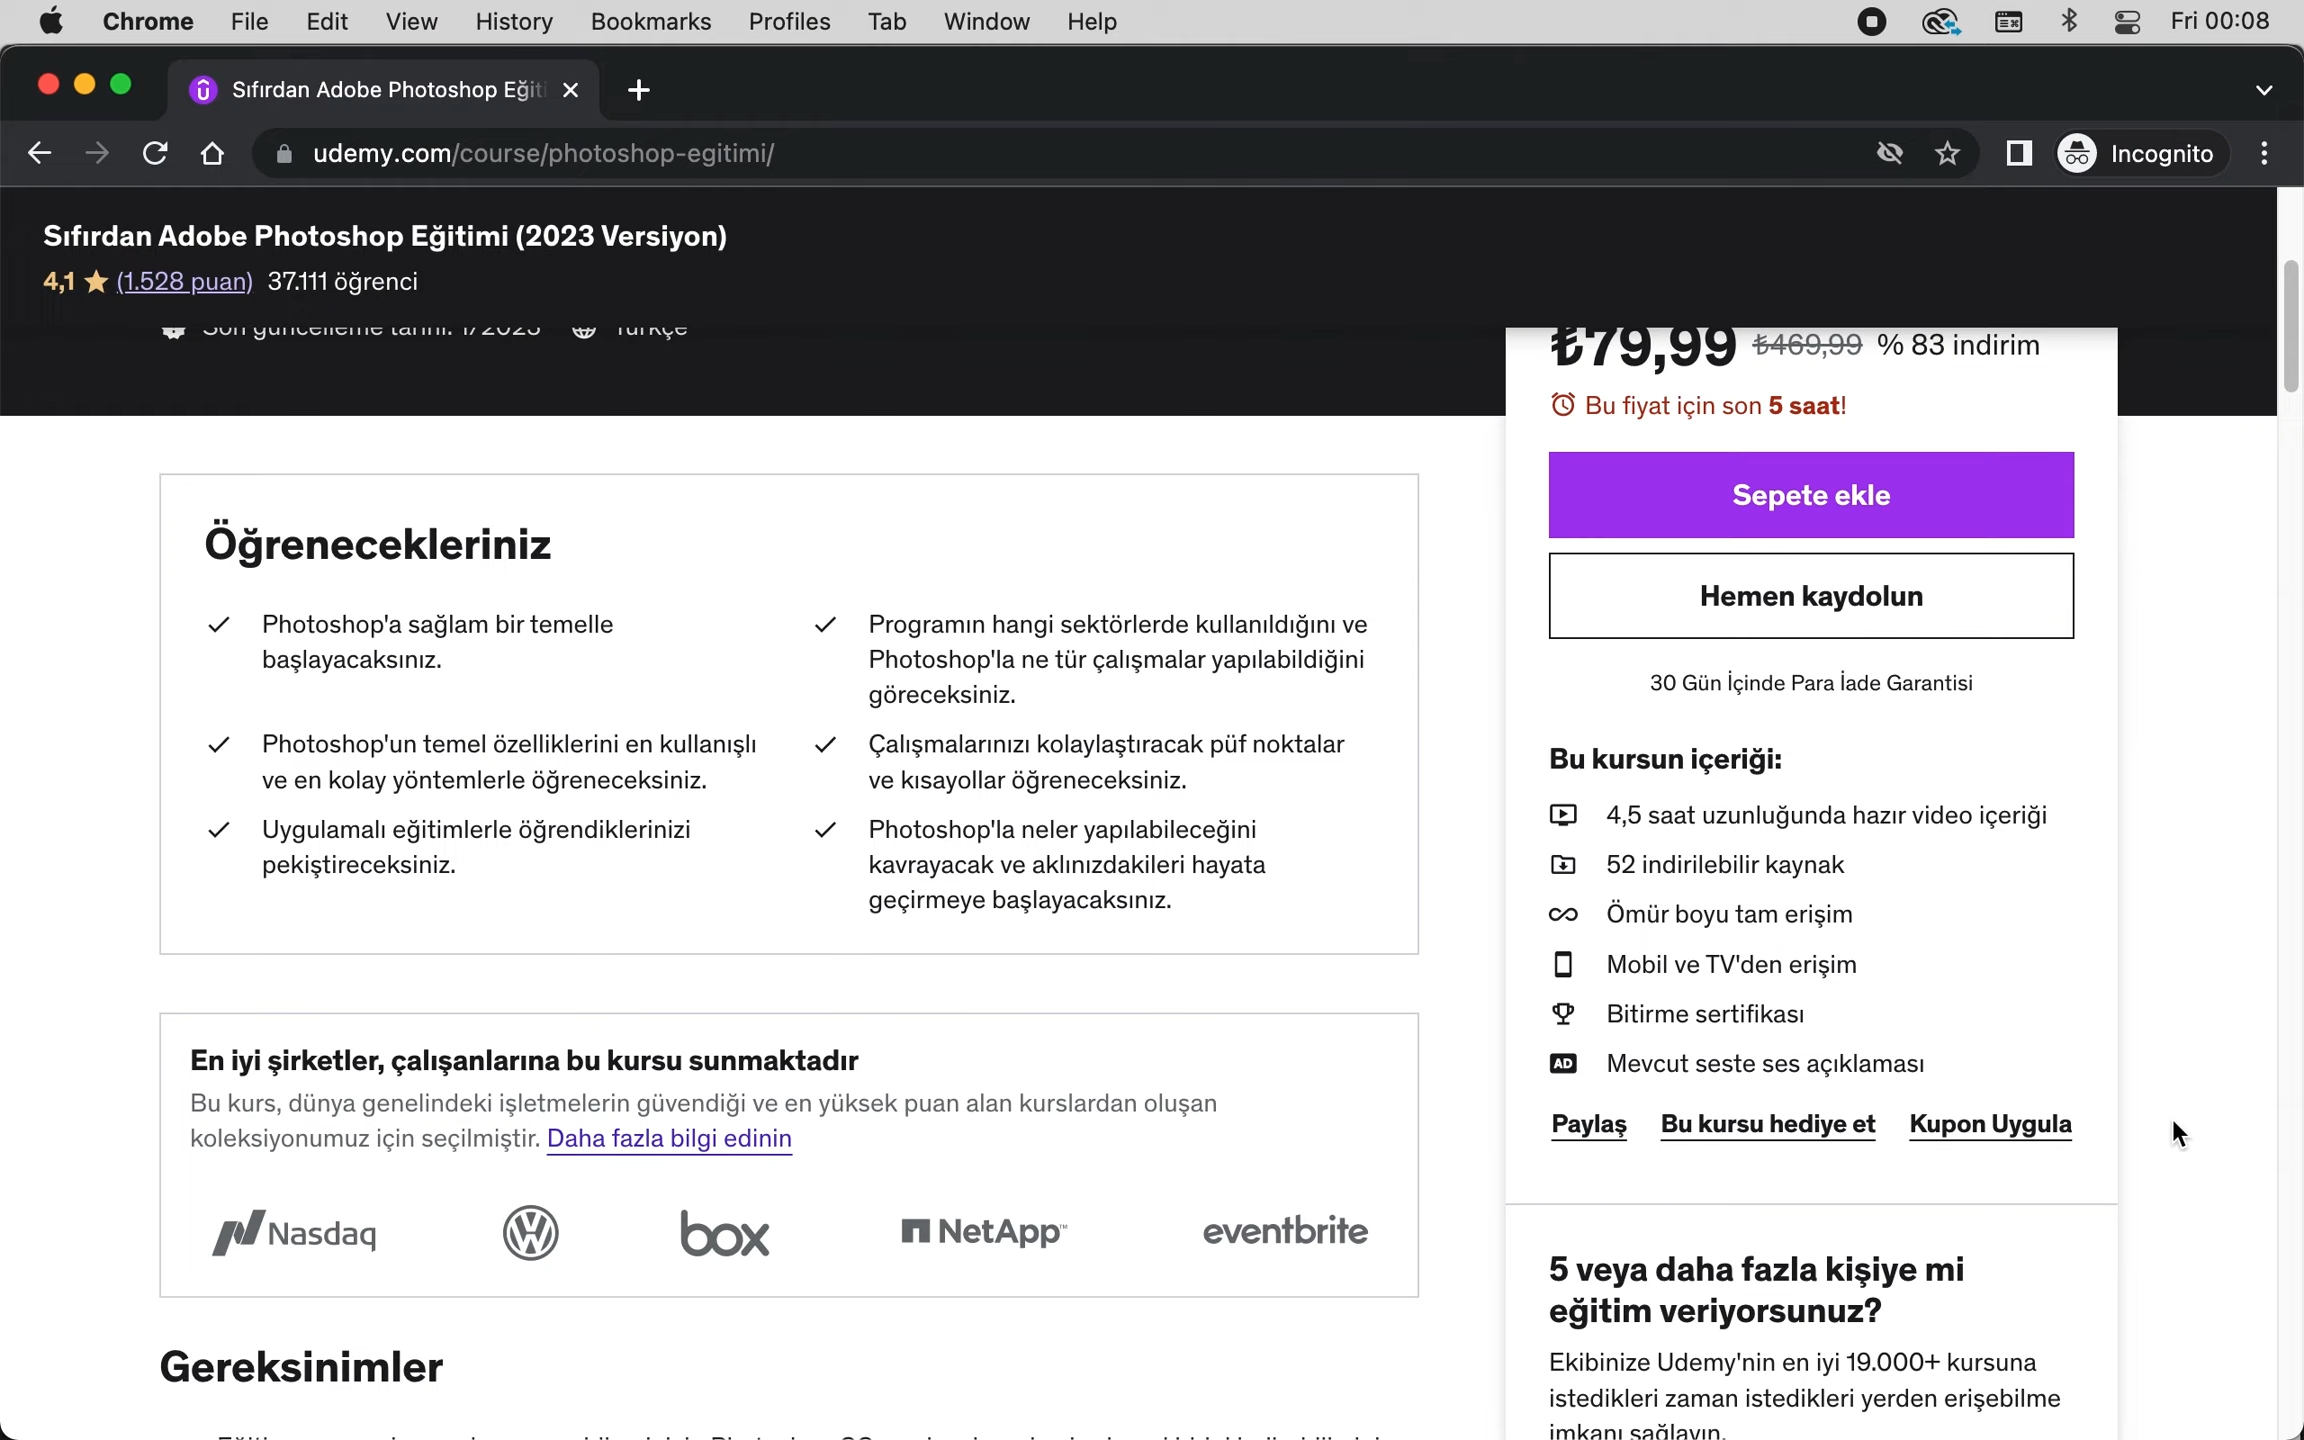 Chrome File Edit View History Bookmarks Profiles Tab Window Help Fri 00:08
Sıfırdan Adobe Photoshop Eğiti
udemy.com/course/photoshop-egitimi/
Incognito
Sıfırdan Adobe Photoshop Eğitimi (2023 Versiyon)
4,1 (1.528 puan) 37.111 öğrenci
Son güncelleme tarihi: 1/2023 Türkçe
₺79,99 ₺469,99 % 83 indirim
Bu fiyat için son 5 saat!
Sepete ekle
Hemen kaydolun
30 Gün İçinde Para İade Garantisi
Bu kursun içeriği:
4,5 saat uzunluğunda hazır video içeriği
52 indirilebilir kaynak
Ömür boyu tam erişim
Mobil ve TV'den erişim
Bitirme sertifikası
AD Mevcut seste ses açıklaması
Paylaş Bu kursu hediye et Kupon Uygula
5 veya daha fazla kişiye mi
eğitim veriyorsunuz?
Ekibinize Udemy'nin en iyi 19.000+ kursuna
istedikleri zaman istedikleri yerden erişebilme
imkanı sağlayın.
Öğrenecekleriniz
Photoshop'a sağlam bir temelle
başlayacaksınız.
Programın hangi sektörlerde kullanıldığını ve
Photoshop'la ne tür çalışmalar yapılabildiğini
göreceksiniz.
Photoshop'un temel özelliklerini en kullanışlı
ve en kolay yöntemlerle öğreneceksiniz.
Çalışmalarınızı kolaylaştıracak püf noktalar
ve kısayollar öğreneceksiniz.
Uygulamalı eğitimlerle öğrendiklerinizi
pekiştireceksiniz.
Photoshop'la neler yapılabileceğini
kavrayacak ve aklınızdakileri hayata
geçirmeye başlayacaksınız.
En iyi şirketler, çalışanlarına bu kursu sunmaktadır
Bu kurs, dünya genelindeki işletmelerin güvendiği ve en yüksek puan alan kurslardan oluşan
koleksiyonumuz için seçilmiştir. Daha fazla bilgi edinin
Nasdaq VW box NetApp™ eventbrite
Gereksinimler